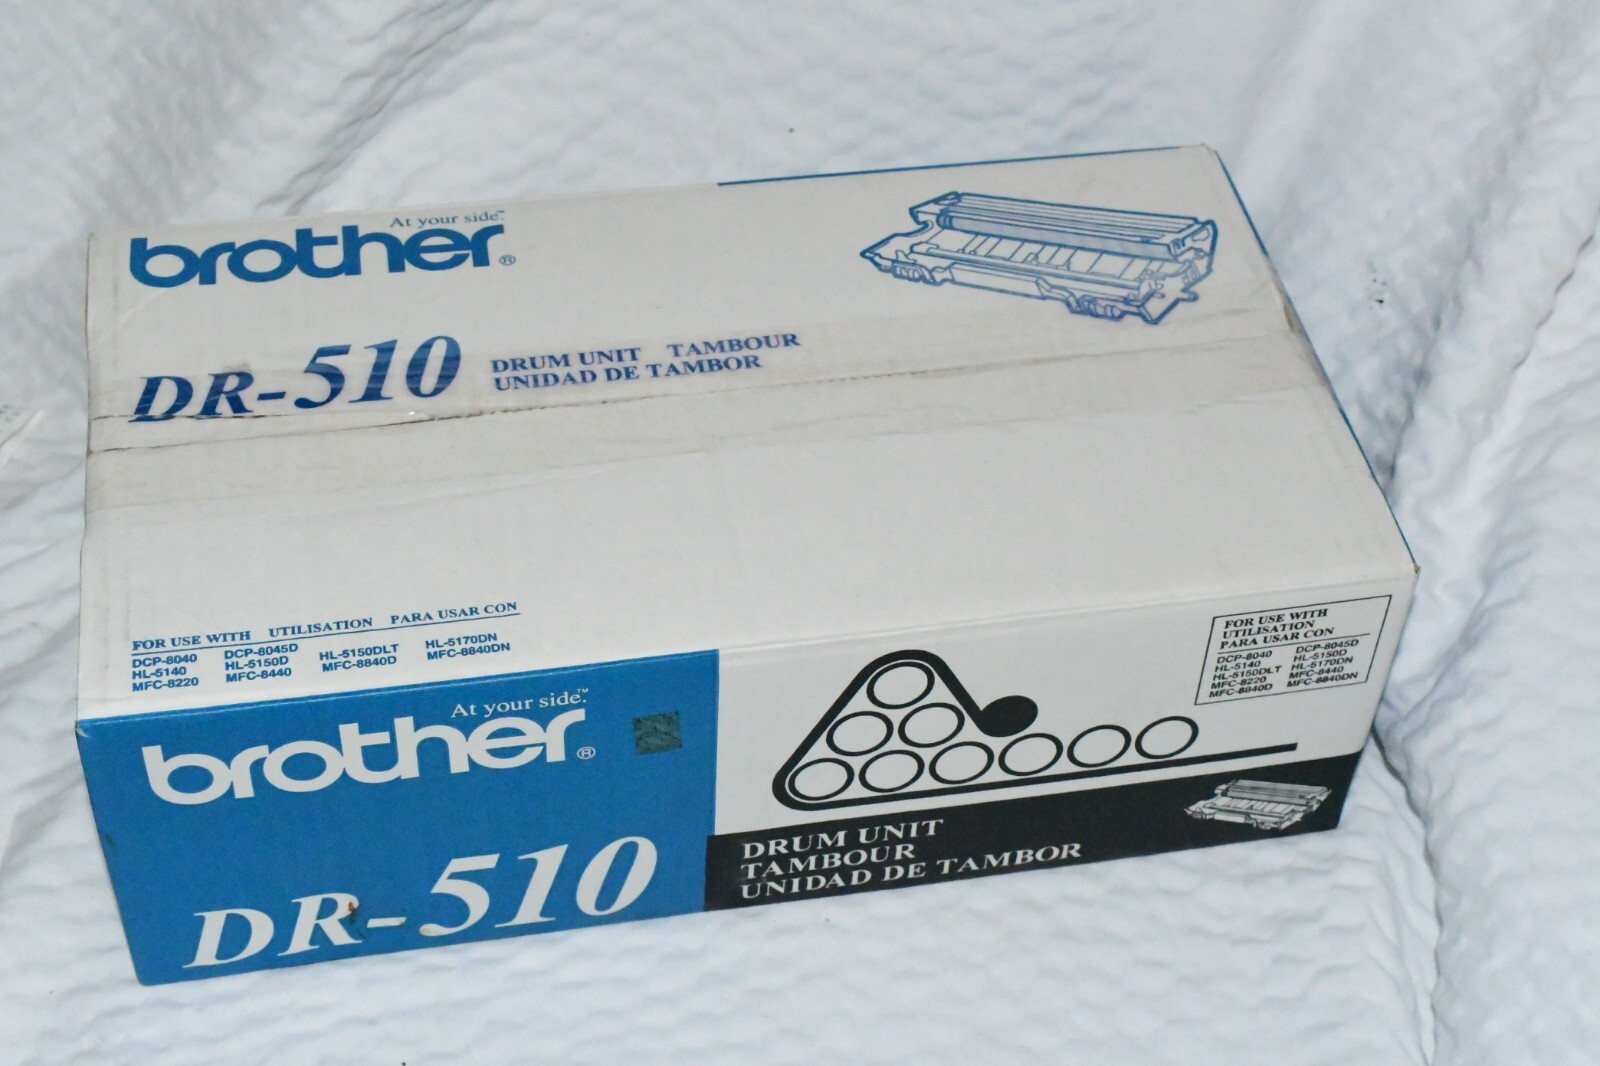 At your side.™
brother®
DR-510 DRUM UNIT TAMBOUR
UNIDAD DE TAMBOR
FOR USE WITH UTILISATION PARA USAR CON
DCP-8040 DCP-8045D HL-5150DLT HL-5170DN
HL-5140 HL-5150D MFC-8840D MFC-8840DN
MFC-8220 MFC-8440
At your side.™
brother®
DR-510
DRUM UNIT
TAMBOUR
UNIDAD DE TAMBOR
FOR USE WITH
UTILISATION
PARA USAR CON
DCP-8040 DCP-8045D
HL-5140 HL-5150D
HL-5150DLT HL-5170DN
MFC-8220 MFC-8440
MFC-8840D MFC-8840DN